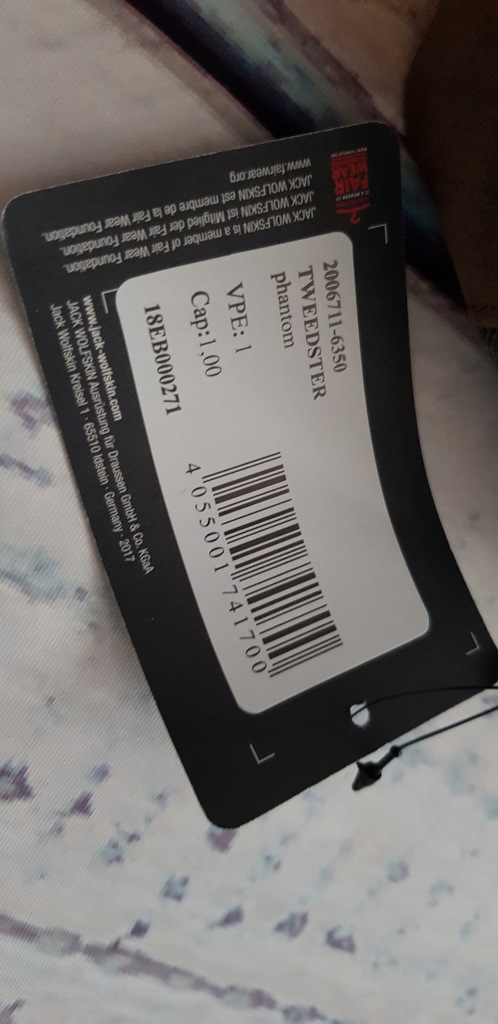 2006711-6350
TWEEDSTER
phantom
VPE: 1
Cap:1,00
18EB000271
4 055001 741700
FAIR
WEAR
www.fairwear.org
JACK WOLFSKIN est membre de la Fair Wear Foundation.
JACK WOLFSKIN ist Mitglied der Fair Wear Foundation.
JACK WOLFSKIN is a member of Fair Wear Foundation.
www.jack-wolfskin.com
JACK WOLFSKIN Ausrüstung für Draussen GmbH & Co. KGaA
Jack Wolfskin Kreisel 1 · 65510 Idstein · Germany · 2017